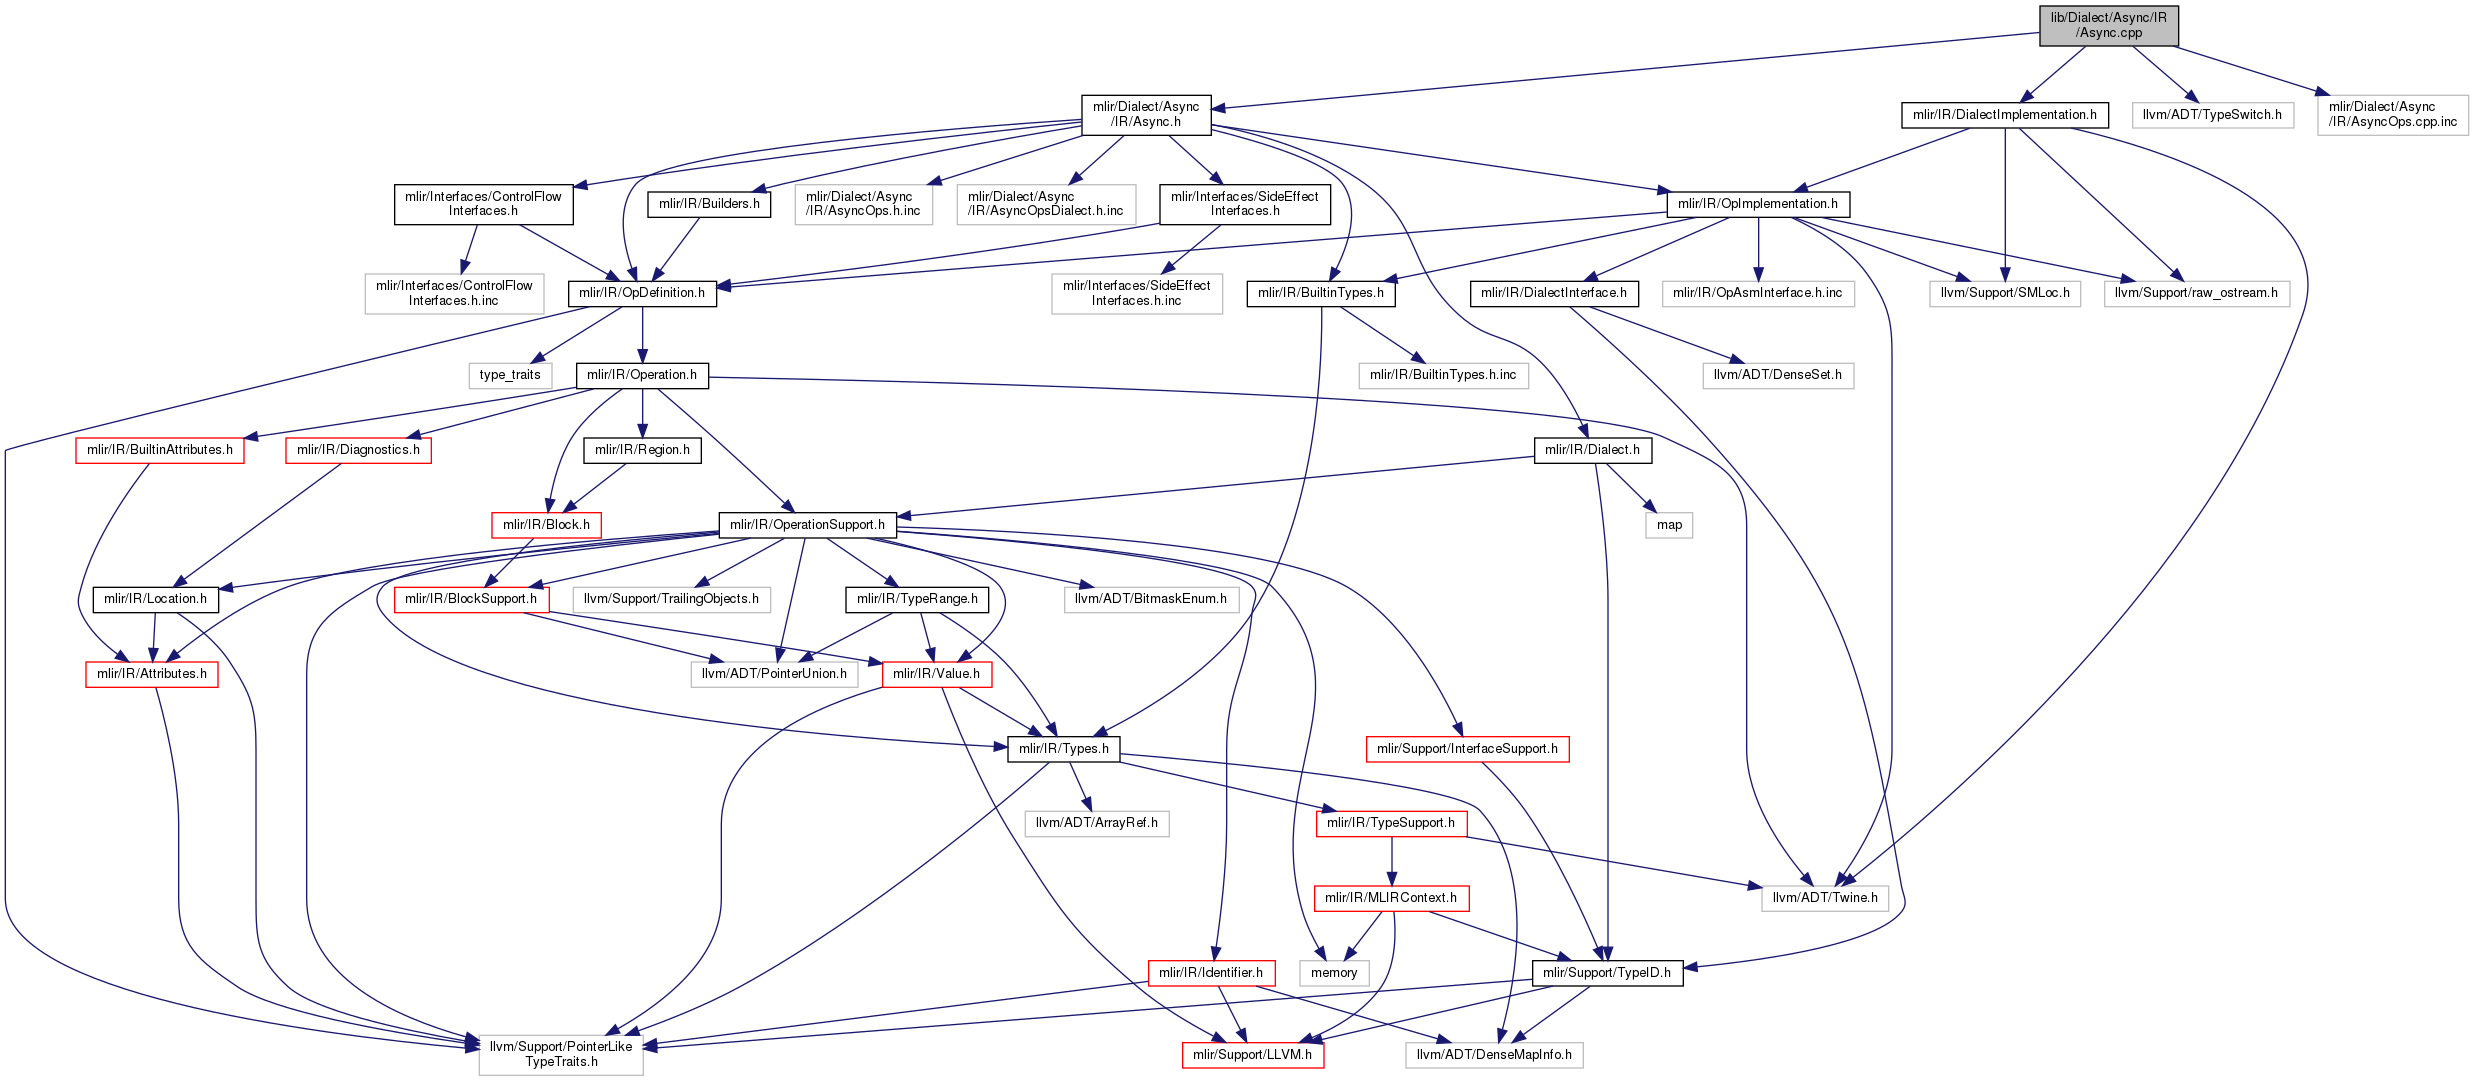 lib/Dialect/Async/IR
/Async.cpp
mlir/Dialect/Async
/IR/Async.h
mlir/IR/DialectImplementation.h
llvm/ADT/TypeSwitch.h
mlir/Dialect/Async
/IR/AsyncOps.cpp.inc
mlir/Interfaces/ControlFlow
Interfaces.h
mlir/IR/Builders.h
mlir/Dialect/Async
/IR/AsyncOps.h.inc
mlir/Dialect/Async
/IR/AsyncOpsDialect.h.inc
mlir/Interfaces/SideEffect
Interfaces.h
mlir/IR/OpImplementation.h
mlir/Interfaces/ControlFlow
Interfaces.h.inc
mlir/IR/OpDefinition.h
mlir/Interfaces/SideEffect
Interfaces.h.inc
mlir/IR/BuiltinTypes.h
mlir/IR/DialectInterface.h
mlir/IR/OpAsmInterface.h.inc
llvm/Support/SMLoc.h
llvm/Support/raw_ostream.h
type_traits
mlir/IR/Operation.h
mlir/IR/BuiltinTypes.h.inc
llvm/ADT/DenseSet.h
mlir/IR/BuiltinAttributes.h
mlir/IR/Diagnostics.h
mlir/IR/Region.h
mlir/IR/Dialect.h
mlir/IR/Block.h
mlir/IR/OperationSupport.h
map
mlir/IR/Location.h
mlir/IR/BlockSupport.h
llvm/Support/TrailingObjects.h
mlir/IR/TypeRange.h
llvm/ADT/BitmaskEnum.h
mlir/IR/Attributes.h
llvm/ADT/PointerUnion.h
mlir/IR/Value.h
mlir/IR/Types.h
mlir/Support/InterfaceSupport.h
llvm/ADT/ArrayRef.h
mlir/IR/TypeSupport.h
mlir/IR/MLIRContext.h
llvm/ADT/Twine.h
mlir/IR/Identifier.h
memory
mlir/Support/TypeID.h
llvm/Support/PointerLike
TypeTraits.h
mlir/Support/LLVM.h
llvm/ADT/DenseMapInfo.h